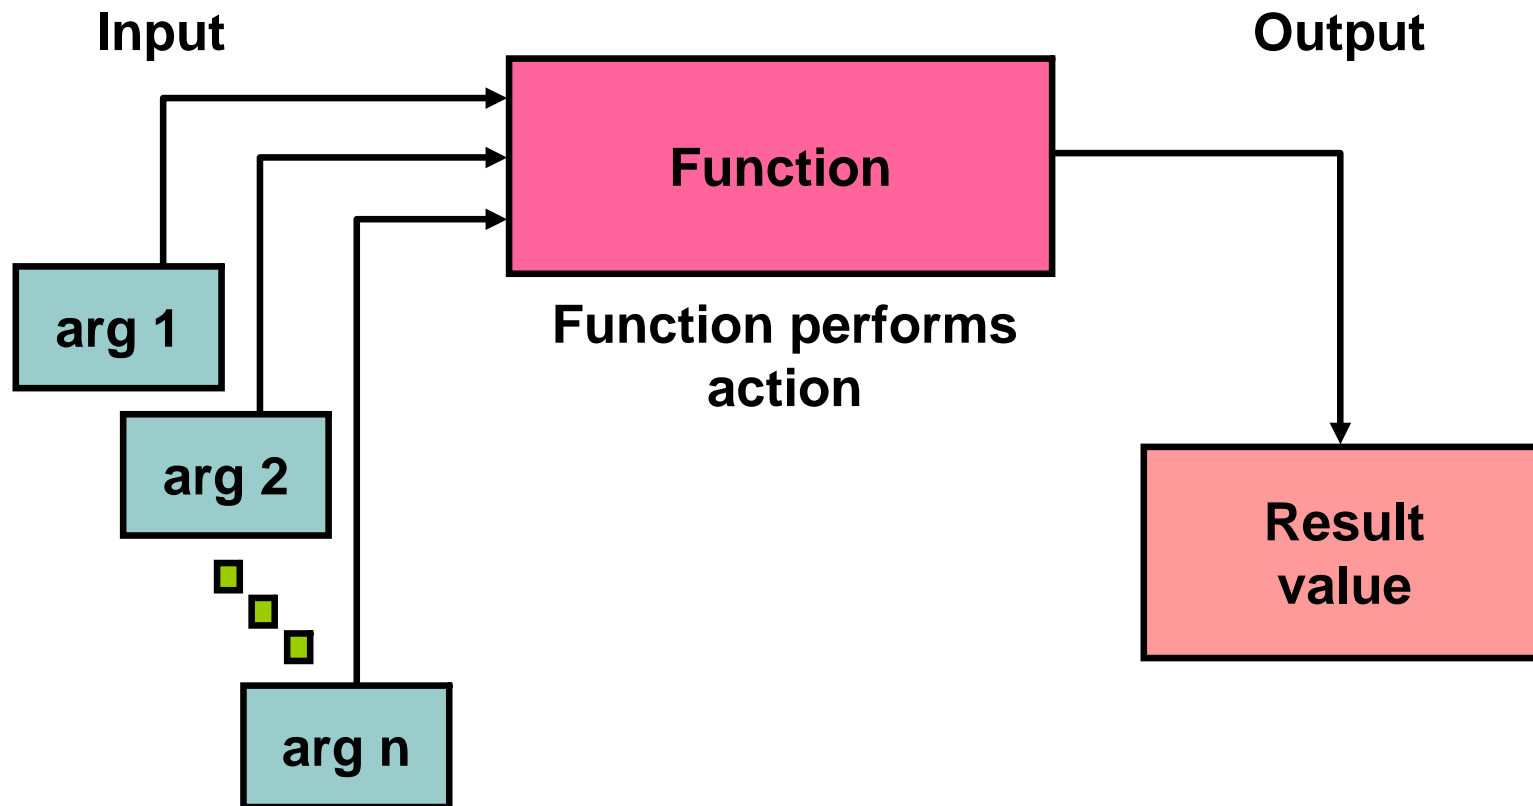 Input
Output
Function
arg 1
Function performs
action
arg 2
Result
value
arg n